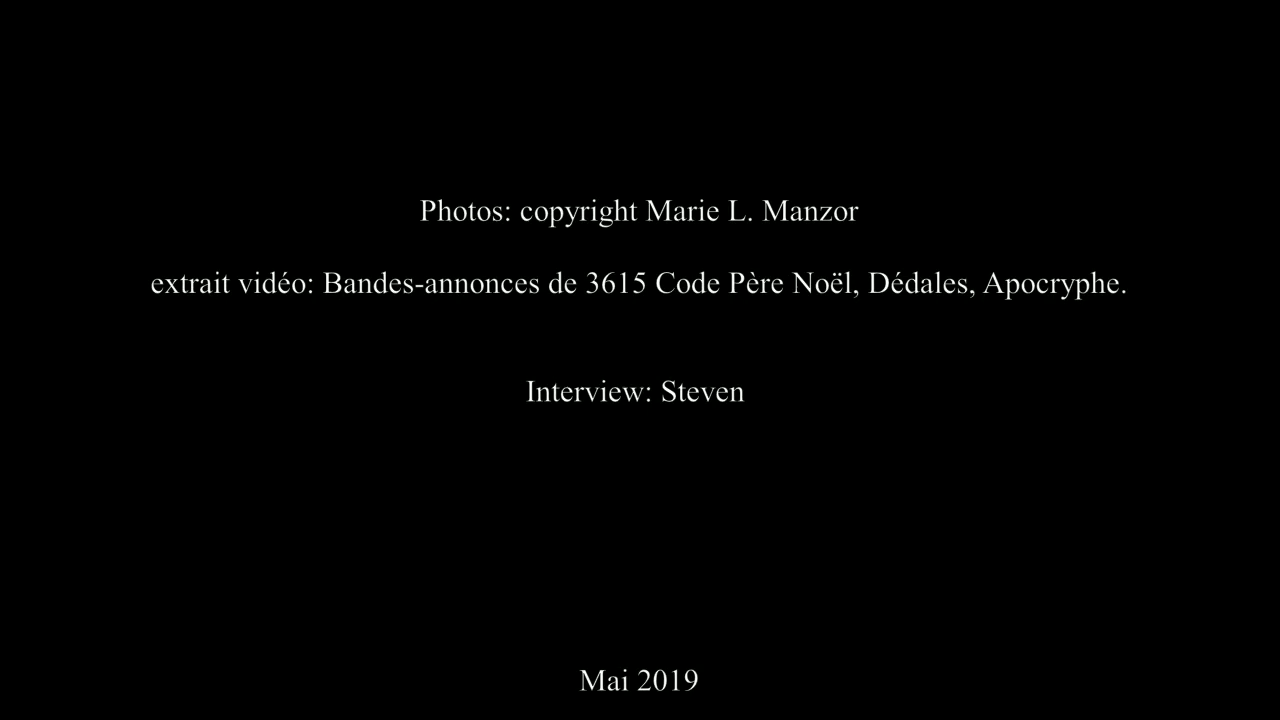 Photos: copyright Marie L. Manzor
extrait vidéo: Bandes-annonces de 3615 Code Père Noël, Dédales, Apocryphe.
Interview: Steven
Mai 2019